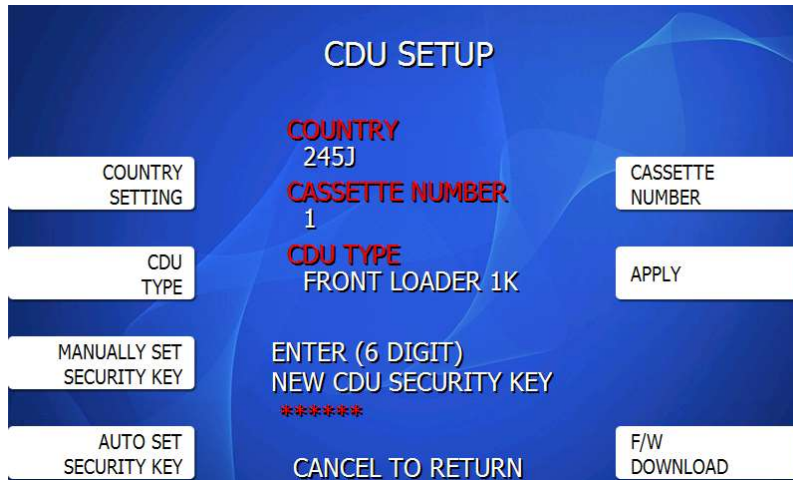 CDU SETUP
COUNTRY
245J
COUNTRY
SETTING
CASSETTE NUMBER
1
CASSETTE
NUMBER
CDU TYPE
FRONT LOADER 1K
CDU
TYPE
APPLY
MANUALLY SET
SECURITY KEY
ENTER (6 DIGIT)
NEW CDU SECURITY KEY
******
AUTO SET
SECURITY KEY
CANCEL TO RETURN
F/W
DOWNLOAD